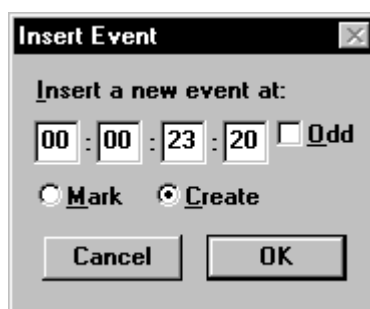 Insert Event
Insert a new event at:
00 : 00 : 23 : 20 Odd
Mark Create
Cancel OK